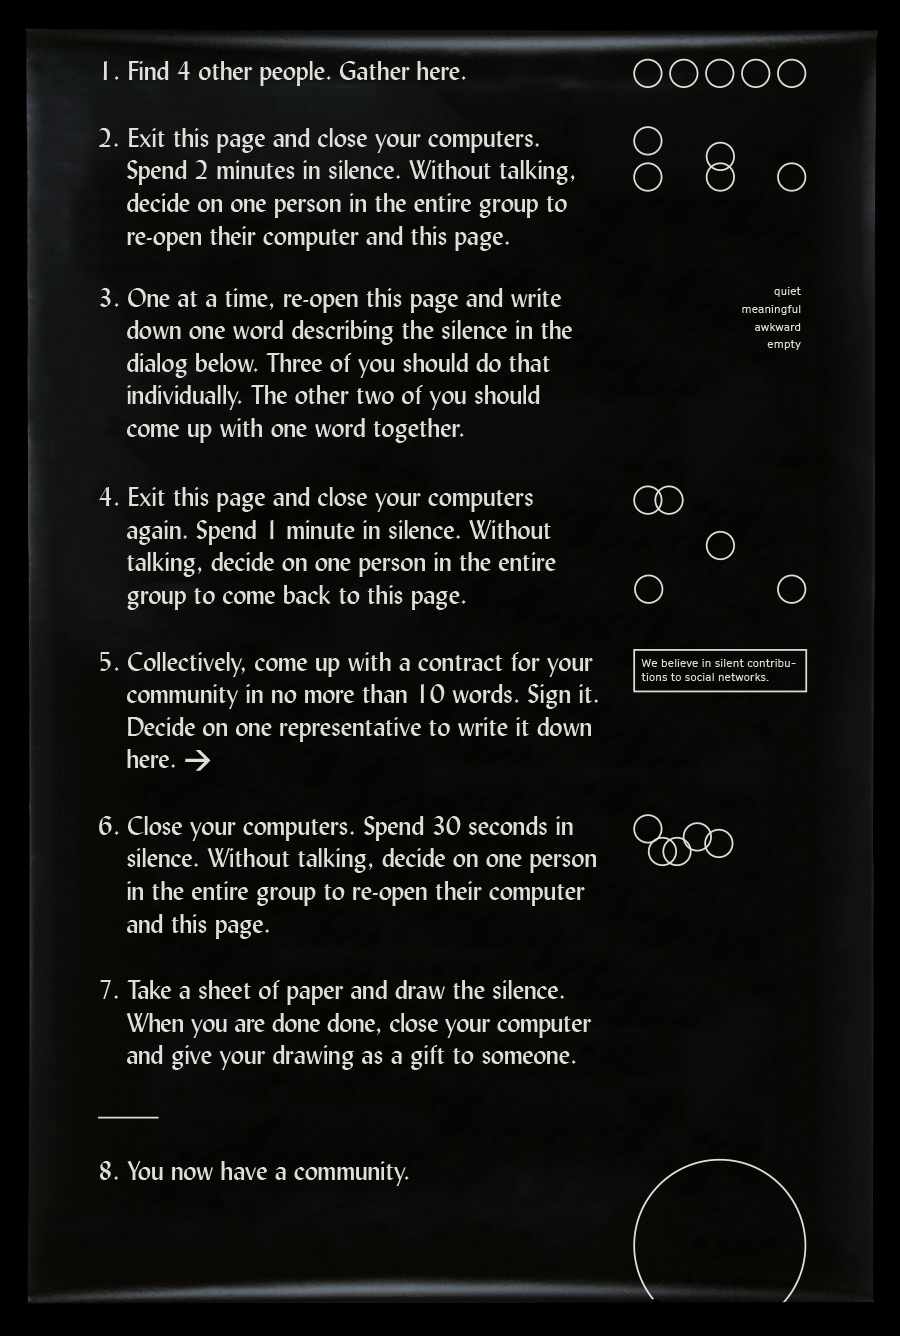 1. Find 4 other people. Gather here.
2. Exit this page and close your computers.
Spend 2 minutes in silence. Without talking,
decide on one person in the entire group to
re-open their computer and this page.
3. One at a time, re-open this page and write
down one word describing the silence in the
dialog below. Three of you should do that
individually. The other two of you should
come up with one word together.
quiet
meaningful
awkward
empty
4. Exit this page and close your computers
again. Spend 1 minute in silence. Without
talking, decide on one person in the entire
group to come back to this page.
5. Collectively, come up with a contract for your
community in no more than 10 words. Sign it.
Decide on one representative to write it down
here. →
We believe in silent contribu-
tions to social networks.
6. Close your computers. Spend 30 seconds in
silence. Without talking, decide on one person
in the entire group to re-open their computer
and this page.
7. Take a sheet of paper and draw the silence.
When you are done done, close your computer
and give your drawing as a gift to someone.
8. You now have a community.